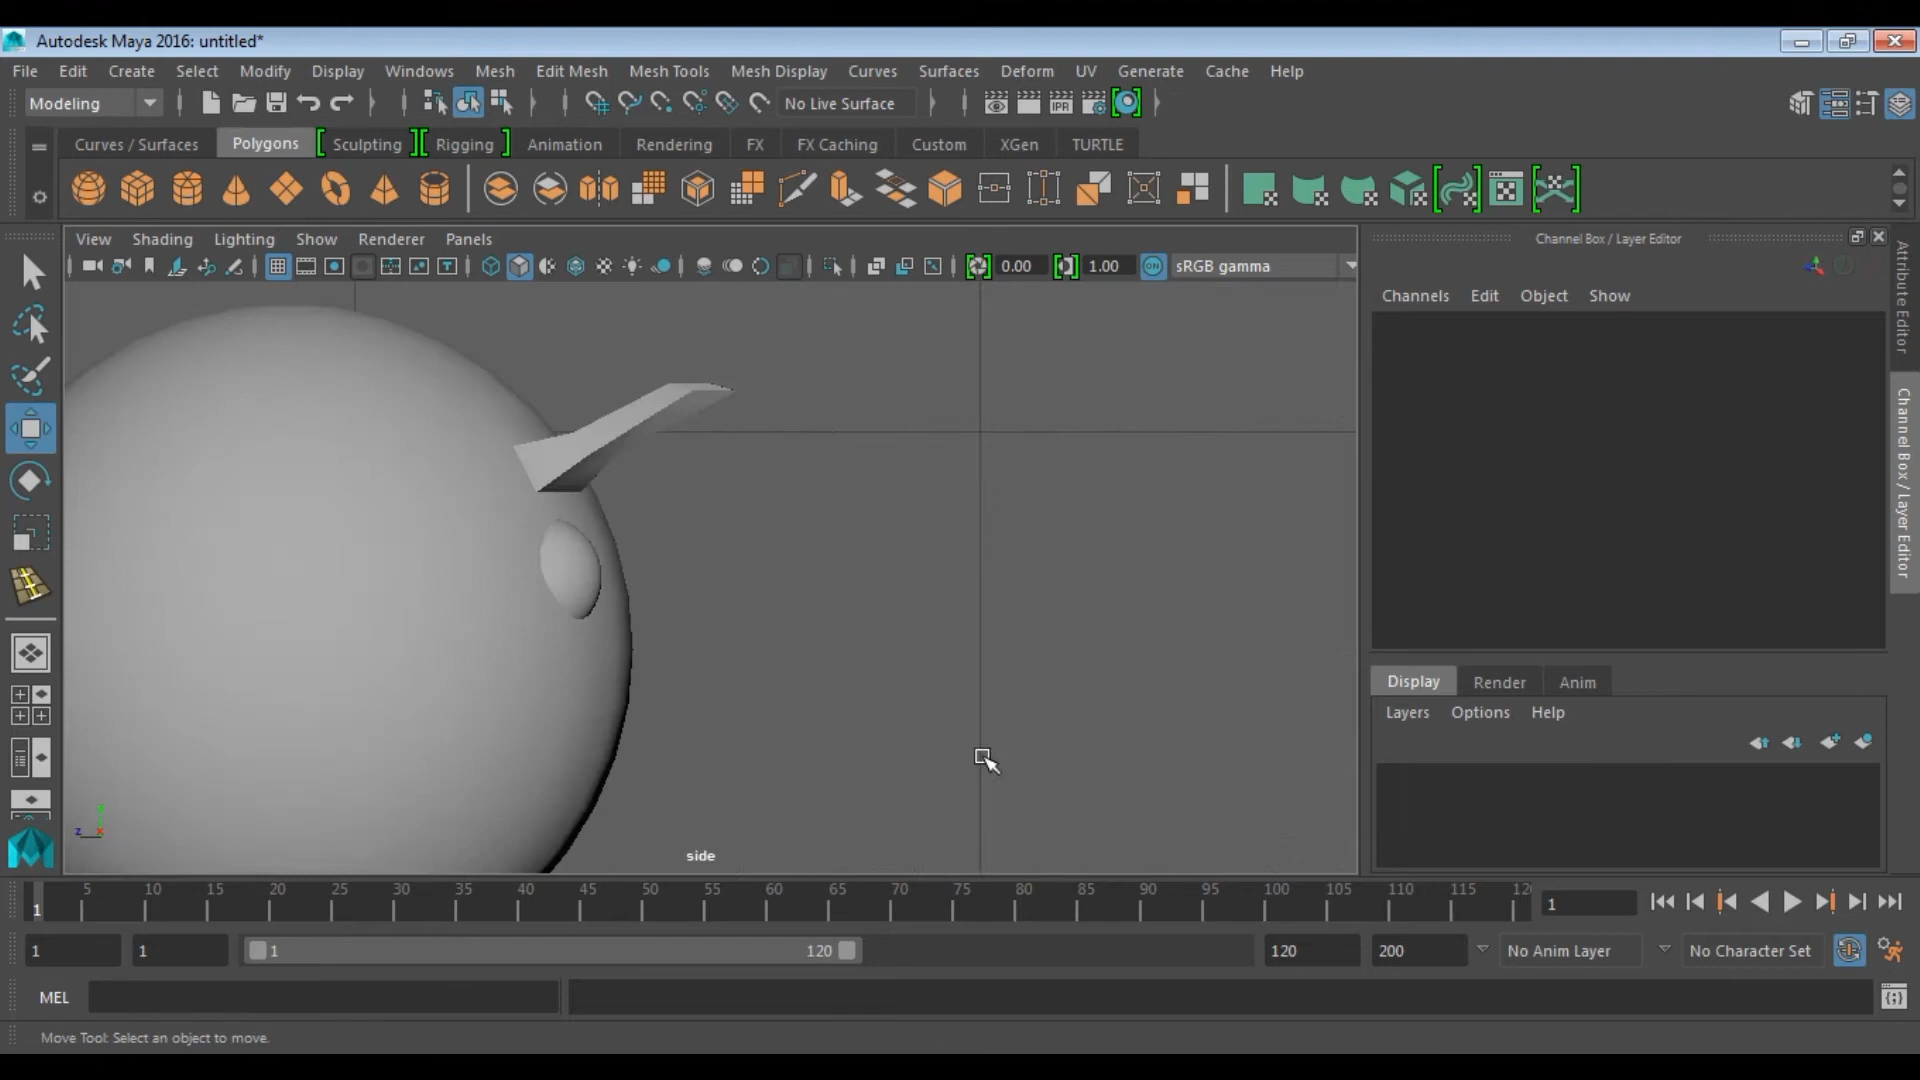 Autodesk Maya 2016: untitled*
File Edit Create Select Modify Display Windows Mesh Edit Mesh Mesh Tools Mesh Display Curves Surfaces Deform UV Generate Cache Help
Modeling No Live Surface IPR
Curves / Surfaces Polygons Sculpting Rigging Animation Rendering FX FX Caching Custom XGen TURTLE
View Shading Lighting Show Renderer Panels
0.00 1.00 ON sRGB gamma
Channel Box / Layer Editor
Channels Edit Object Show
Attribute Editor
Channel Box / Layer Editor
Display Render Anim
Layers Options Help
y
z x
side
5 10 15 20 25 30 35 40 45 50 55 60 65 70 75 80 85 90 95 100 105 110 115 12
1 1
1 1 1 120 120 200 No Anim Layer No Character Set
MEL
Move Tool: Select an object to move.